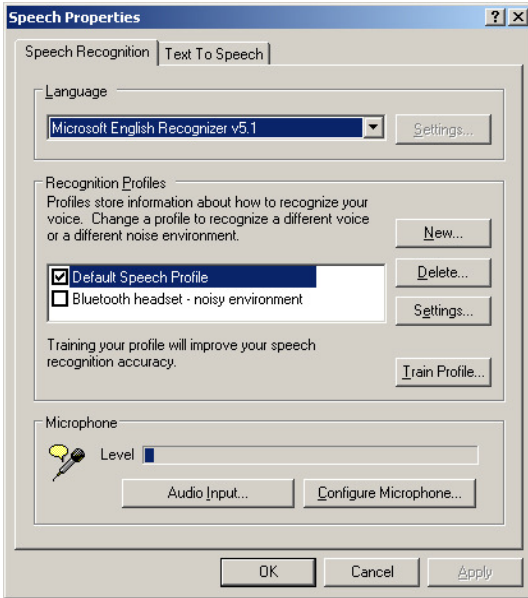 Speech Properties
Speech Recognition
Text To Speech
Language
Microsoft English Recognizer v5.1
Settings...
Recognition Profiles
Profiles store information about how to recognize your
voice. Change a profile to recognize a different voice
or a different noise environment.
New...
Default Speech Profile
Delete...
Bluetooth headset - noisy environment
Settings...
Training your profile will improve your speech
recognition accuracy.
Train Profile...
Microphone
Level
Audio Input...
Configure Microphone...
OK
Cancel
Apply